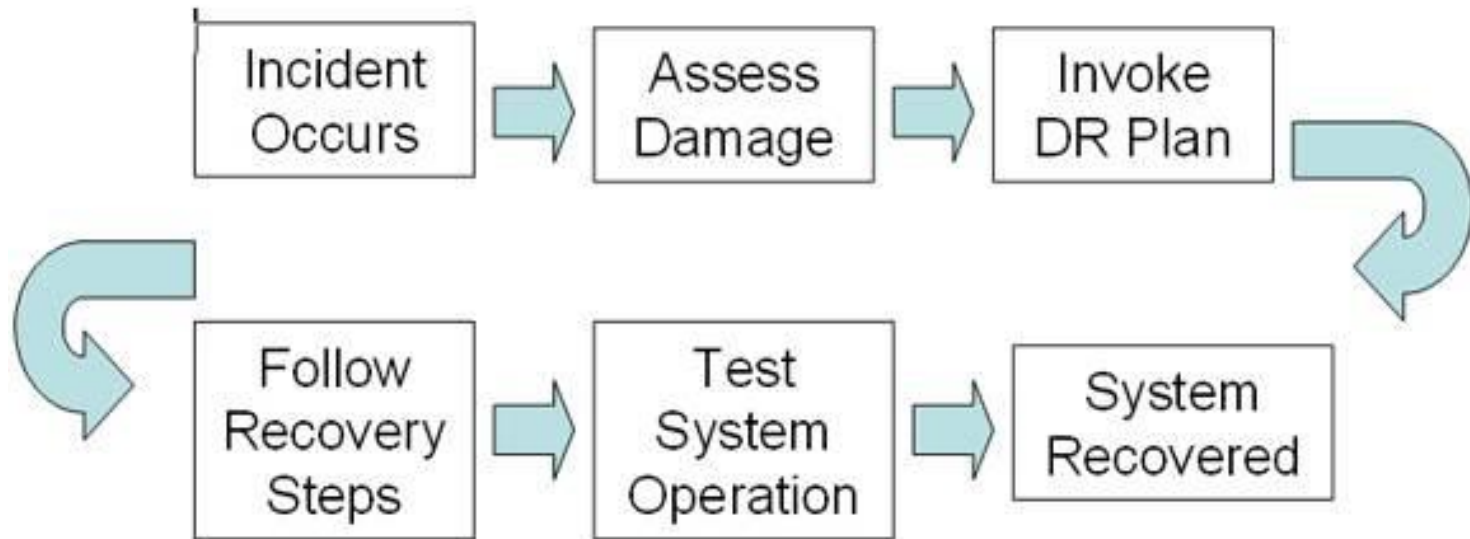 Incident
Occurs
Assess
Damage
Invoke
DR Plan
Follow
Recovery
Steps
Test
System
Operation
System
Recovered